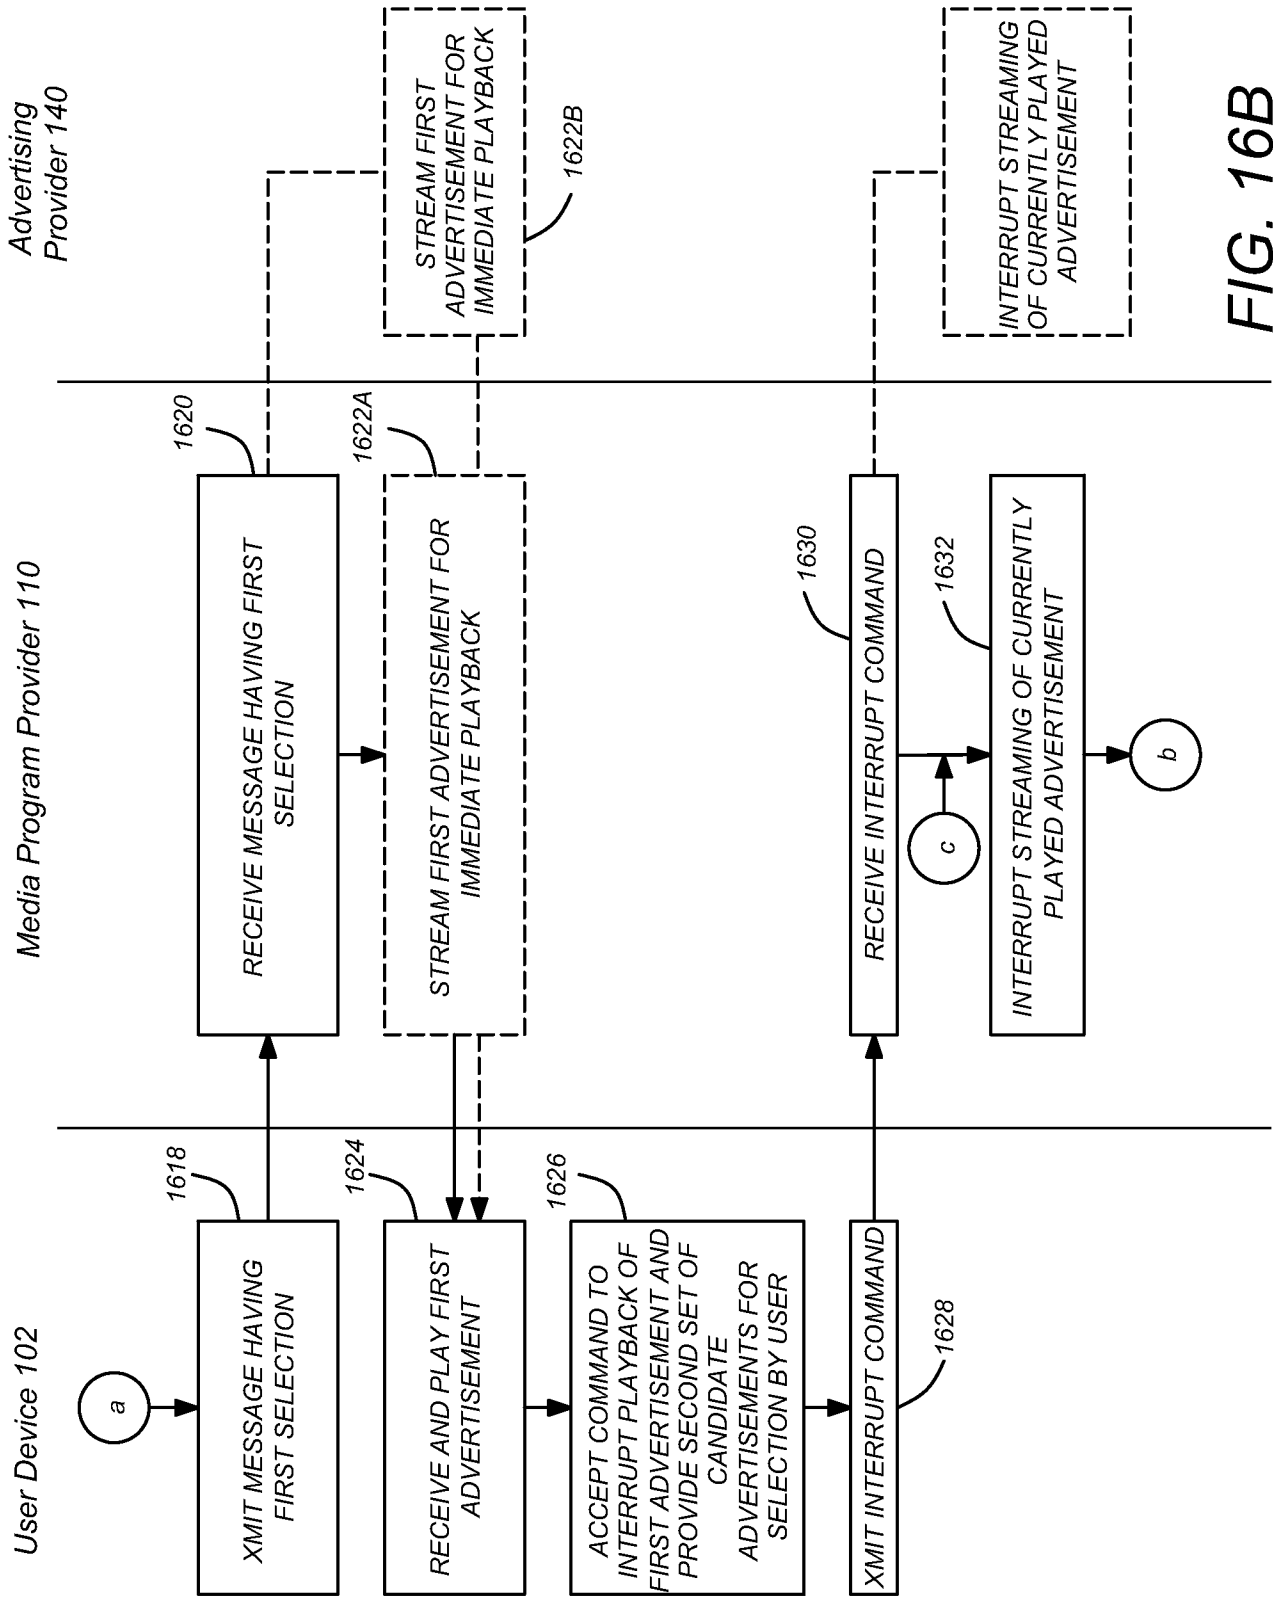 User Device 102
Media Program Provider 110
Advertising
Provider 140
a
1618
XMIT MESSAGE HAVING
FIRST SELECTION
1620
RECEIVE MESSAGE HAVING FIRST
SELECTION
1624
RECEIVE AND PLAY FIRST
ADVERTISEMENT
1622A
STREAM FIRST ADVERTISEMENT FOR
IMMEDIATE PLAYBACK
STREAM FIRST
ADVERTISEMENT FOR
IMMEDIATE PLAYBACK
1622B
1626
ACCEPT COMMAND TO
INTERRUPT PLAYBACK OF
FIRST ADVERTISEMENT AND
PROVIDE SECOND SET OF
CANDIDATE
ADVERTISEMENTS FOR
SELECTION BY USER
XMIT INTERRUPT COMMAND
1628
1630
RECEIVE INTERRUPT COMMAND
c
1632
INTERRUPT STREAMING OF CURRENTLY
PLAYED ADVERTISEMENT
b
INTERRUPT STREAMING
OF CURRENTLY PLAYED
ADVERTISEMENT
FIG. 16B